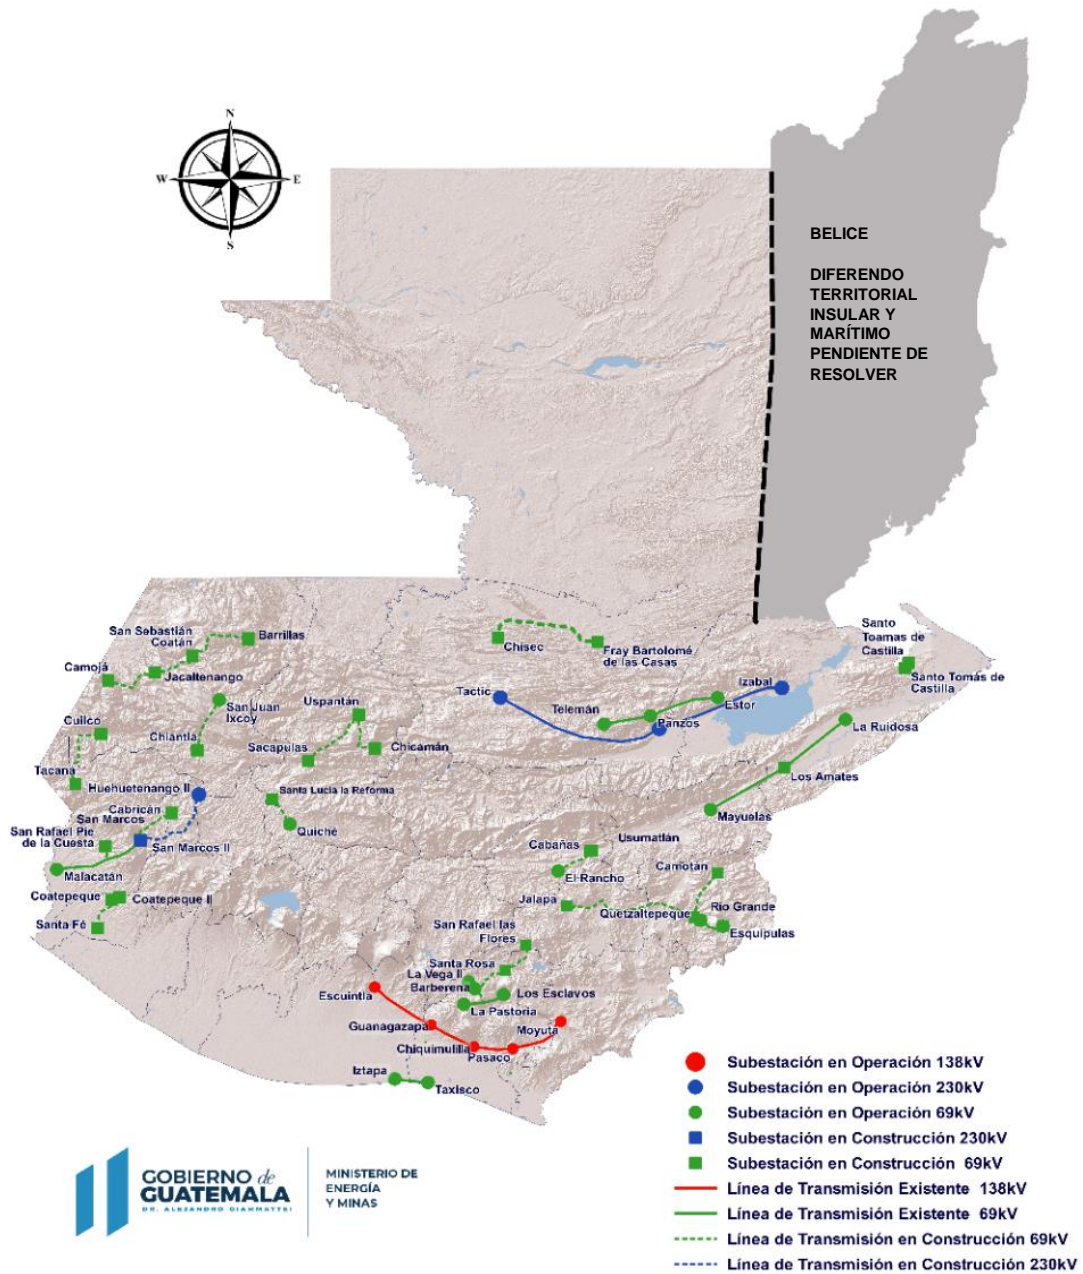 N
W
E
S
BELICE
DIFERENDO
TERRITORIAL
INSULAR Y
MARÍTIMO
PENDIENTE DE
RESOLVER
San Sebastián
Coatán
Barrillas
Camojá
Jacaltenango
Chisec
Fray Bartolomé
de las Casas
Santo
Toamas de
Castilla
Santo Tomás de
Castilla
Cuilco
San Juan
Ixcoy
Chiantla
Uspantán
Sacapulas
Chicamán
Tactic
Telemán
Panzos
Estor
Izabal
La Ruidosa
Los Amates
Mayuelas
Tacaná
Huehuetenango II
Cabricán
San Marcos
San Rafael Pie
de la Cuesta
San Marcos II
Malacatán
Santa Lucia la Reforma
Quiché
Coatepeque
Coatepeque II
Santa Fé
Cabañas
Usumatlán
El Rancho
Camotán
Jalapa
Quetzaltepeque
Rio Grande
Esquipulas
San Rafael las
Flores
Santa Rosa
La Vega II
Barberena
Los Esclavos
La Pastoria
Escuintla
Guanagazapa
Moyuta
Chiquimulilla
Pasaco
Iztapa
Taxisco
Subestación en Operación 138kV
Subestación en Operación 230kV
Subestación en Operación 69kV
Subestación en Construcción 230kV
Subestación en Construcción 69kV
Línea de Transmisión Existente 138kV
Línea de Transmisión Existente 69kV
Línea de Transmisión en Construcción 69kV
Línea de Transmisión en Construcción 230kV
GOBIERNO de
GUATEMALA
DR. ALEJANDRO GIAMMATTEI
MINISTERIO DE
ENERGÍA
Y MINAS